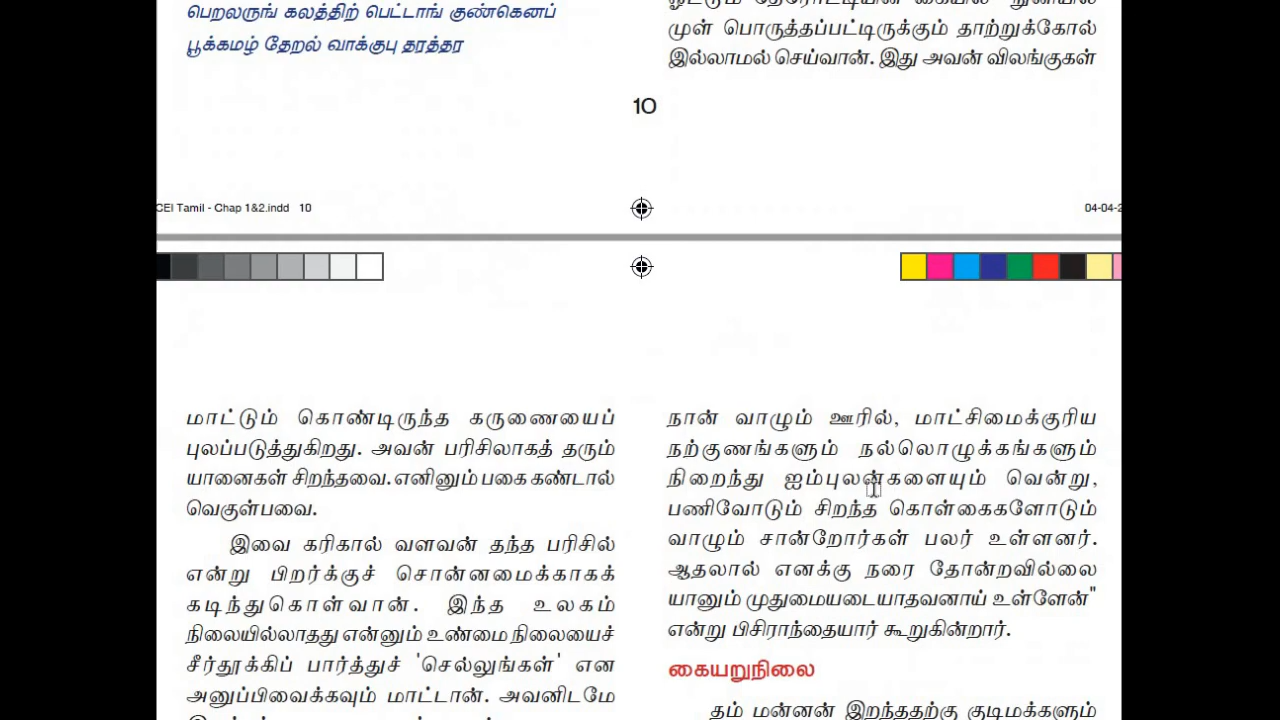 பெறலருங் கலத்திற் பெட்டாங் குண்கெனப்
பூக்கமழ் தேறல் வாக்குபு தரத்தர
முள் பொருத்தப்பட்டிருக்கும் தாற்றுக்கோல்
இல்லாமல் செய்வான். இது அவன் விலங்குகள்
10
CEI Tamil - Chap 1&2.indd 10
04-04-2
மாட்டும் கொண்டிருந்த கருணையைப்
புலப்படுத்துகிறது. அவன் பரிசிலாகத் தரும்
யானைகள் சிறந்தவை. எனினும் பகை கண்டால்
வெகுள்பவை.
இவை கரிகால் வளவன் தந்த பரிசில்
என்று பிறர்க்குச் சொன்னமைக்காகக்
கடிந்துகொள்வான். இந்த உலகம்
நிலையில்லாதது என்னும் உண்மை நிலையைச்
சீர்தூக்கிப் பார்த்துச் 'செல்லுங்கள்' என
அனுப்பிவைக்கவும் மாட்டான். அவனிடமே
நான் வாழும் ஊரில், மாட்சிமைக்குரிய
நற்குணங்களும் நல்லொழுக்கங்களும்
நிறைந்து ஐம்புலன்களையும் வென்று,
பணிவோடும் சிறந்த கொள்கைகளோடும்
வாழும் சான்றோர்கள் பலர் உள்ளனர்.
ஆதலால் எனக்கு நரை தோன்றவில்லை
யானும் முதுமையடையாதவனாய் உள்ளேன்"
என்று பிசிராந்தையார் கூறுகின்றார்.
கையறுநிலை
தம் மன்னன் இறந்ததற்கு குடிமக்களும்